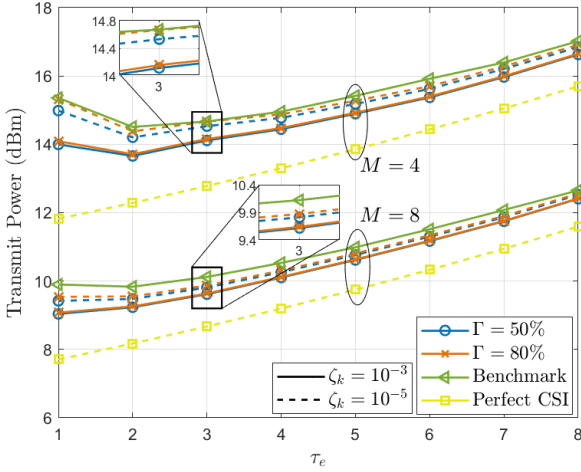 18
16
14
12
10
8
6
Transmit Power (dBm)
14.8
14.4
14
3
10.4
9.9
9.4
3
M = 4
M = 8
ζ_k = 10^{-3}
ζ_k = 10^{-5}
Γ = 50%
Γ = 80%
Benchmark
Perfect CSI
1 2 3 4 5 6 7 8
τ_e